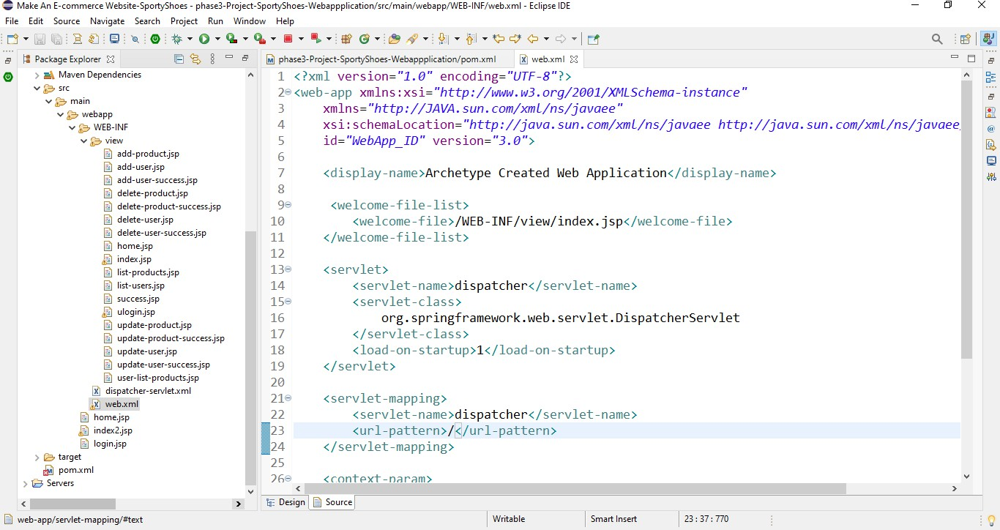 Make An E-commerce Website-SportyShoes - phase3-Project-SportyShoes-Webappplication/src/main/webapp/WEB-INF/web.xml - Eclipse IDE
File Edit Source Navigate Search Project Run Window Help
Package Explorer
phase3-Project-SportyShoes-Webappplication/pom.xml
web.xml
Maven Dependencies
src
main
webapp
WEB-INF
view
add-product.jsp
add-user.jsp
add-user-success.jsp
delete-product.jsp
delete-product-success.jsp
delete-user.jsp
delete-user-success.jsp
home.jsp
index.jsp
list-products.jsp
list-users.jsp
success.jsp
ulogin.jsp
update-product.jsp
update-product-success.jsp
update-user.jsp
update-user-success.jsp
user-list-products.jsp
dispatcher-servlet.xml
web.xml
home.jsp
index2.jsp
login.jsp
target
pom.xml
Servers
1 <?xml version="1.0" encoding="UTF-8"?>
2 <web-app xmlns:xsi="http://www.w3.org/2001/XMLSchema-instance"
3 xmlns="http://JAVA.sun.com/xml/ns/javaee"
4 xsi:schemaLocation="http://java.sun.com/xml/ns/javaee http://java.sun.com/xml/ns/javaee/
5 id="WebApp_ID" version="3.0">
6
7 <display-name>Archetype Created Web Application</display-name>
8
9 <welcome-file-list>
10 <welcome-file>/WEB-INF/view/index.jsp</welcome-file>
11 </welcome-file-list>
12
13 <servlet>
14 <servlet-name>dispatcher</servlet-name>
15 <servlet-class>
16 org.springframework.web.servlet.DispatcherServlet
17 </servlet-class>
18 <load-on-startup>1</load-on-startup>
19 </servlet>
20
21 <servlet-mapping>
22 <servlet-name>dispatcher</servlet-name>
23 <url-pattern>/</url-pattern>
24 </servlet-mapping>
25
26 <context-param>
Design Source
web-app/servlet-mapping/#text
Writable
Smart Insert
23 : 37 : 770